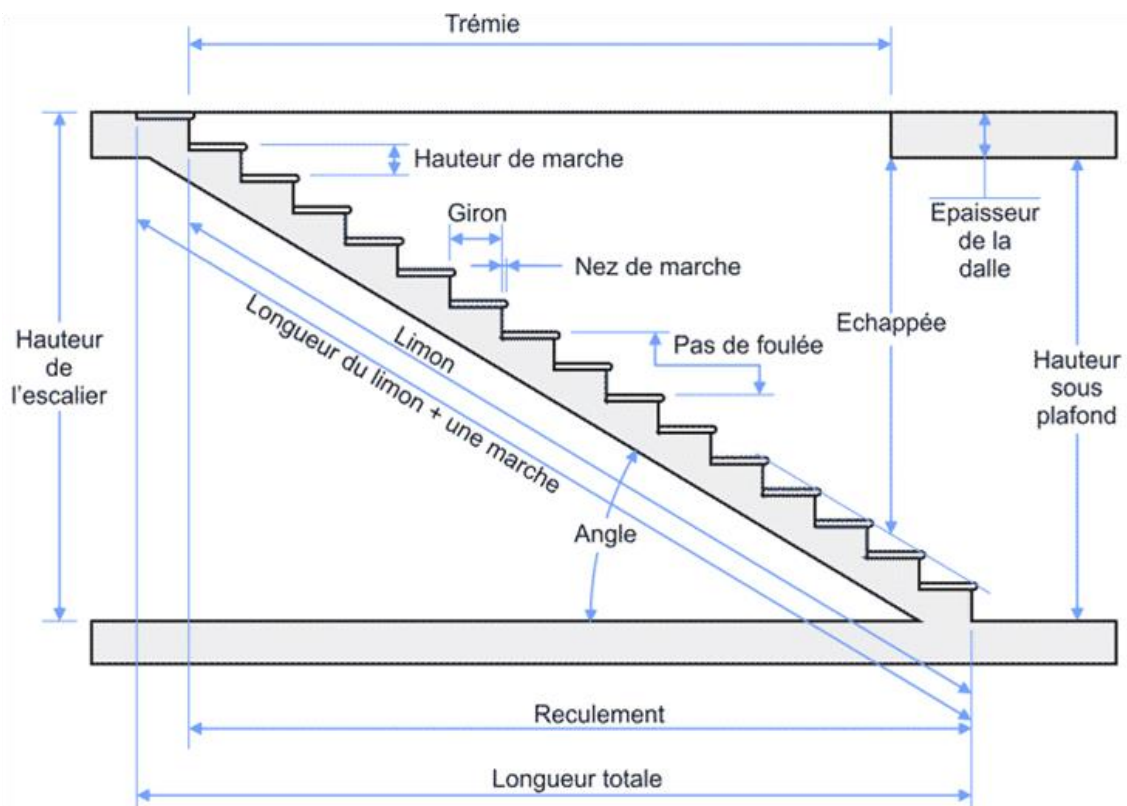 Trémie
Hauteur de marche
Giron
Nez de marche
Epaisseur
de la
dalle
Echappée
Pas de foulée
Hauteur
de
l'escalier
Limon
Longueur du limon + une marche
Hauteur
sous
plafond
Angle
Reculement
Longueur totale